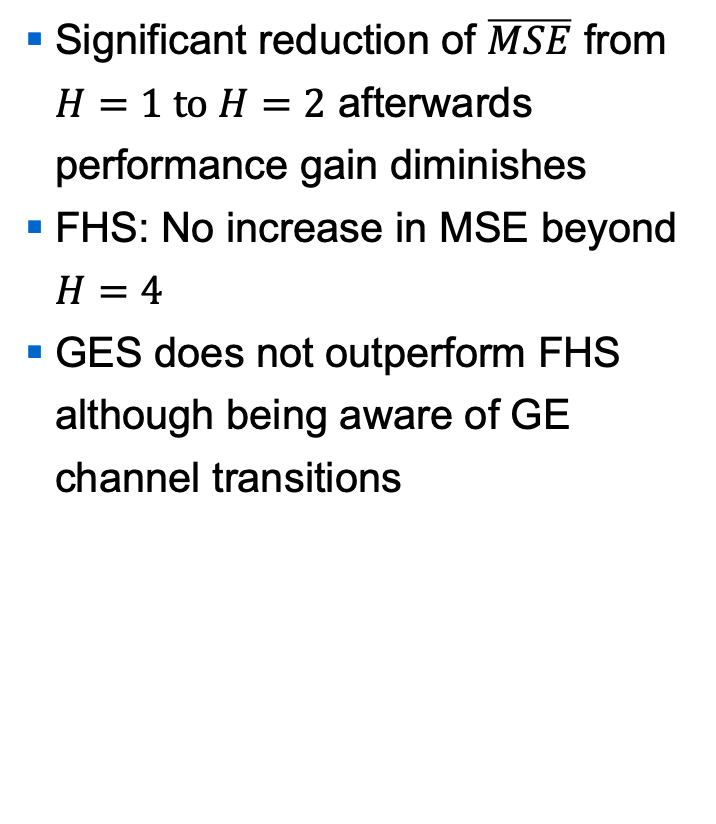 ▪ Significant reduction of $\overline{MSE}$ from
H = 1 to H = 2 afterwards
performance gain diminishes
▪ FHS: No increase in MSE beyond
H = 4
▪ GES does not outperform FHS
although being aware of GE
channel transitions